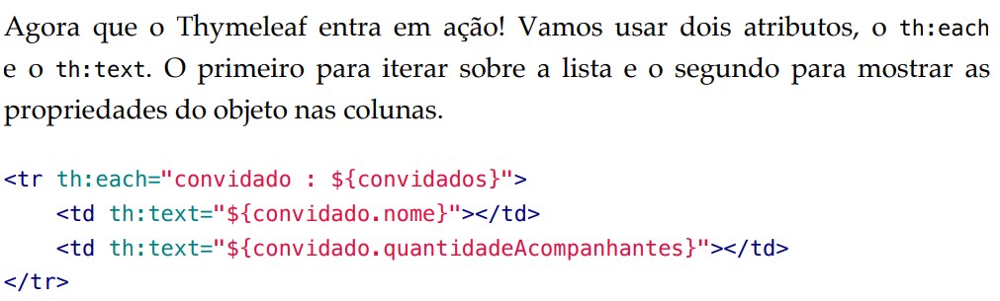 Agora que o Thymeleaf entra em ação! Vamos usar dois atributos, o th:each
e o th:text. O primeiro para iterar sobre a lista e o segundo para mostrar as
propriedades do objeto nas colunas.
<tr th:each="convidado : ${convidados}">
    <td th:text="${convidado.nome}"></td>
    <td th:text="${convidado.quantidadeAcompanhantes}"></td>
</tr>